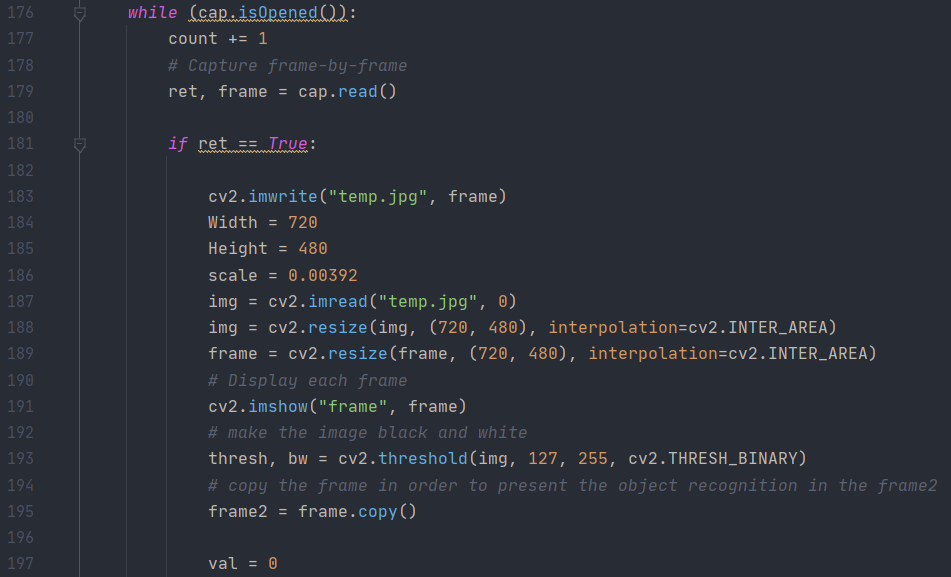 176 while (cap.isOpened()):
177 count += 1
178 # Capture frame-by-frame
179 ret, frame = cap.read()
180
181 if ret == True:
182
183 cv2.imwrite("temp.jpg", frame)
184 Width = 720
185 Height = 480
186 scale = 0.00392
187 img = cv2.imread("temp.jpg", 0)
188 img = cv2.resize(img, (720, 480), interpolation=cv2.INTER_AREA)
189 frame = cv2.resize(frame, (720, 480), interpolation=cv2.INTER_AREA)
190 # Display each frame
191 cv2.imshow("frame", frame)
192 # make the image black and white
193 thresh, bw = cv2.threshold(img, 127, 255, cv2.THRESH_BINARY)
194 # copy the frame in order to present the object recognition in the frame2
195 frame2 = frame.copy()
196
197 val = 0